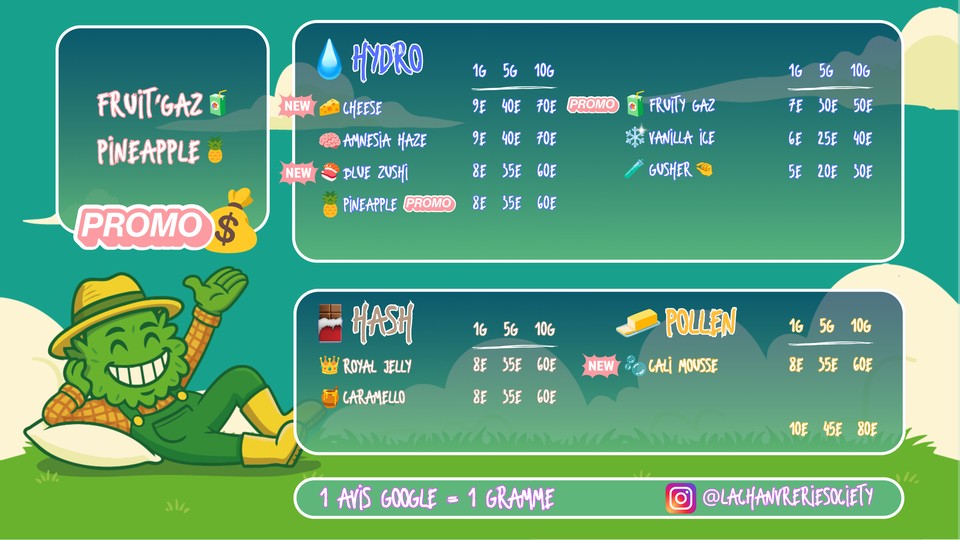 FRUIT'GAZ
PINEAPPLE
PROMO
HYDRO
1G 5G 10G
NEW CHEESE 9E 40E 70E
AMNESIA HAZE 9E 40E 70E
NEW BLUE ZUSHI 8E 35E 60E
PINEAPPLE PROMO 8E 35E 60E
1G 5G 10G
PROMO FRUITY GAZ 7E 30E 50E
VANILLA ICE 6E 25E 40E
GUSHER 5E 20E 30E
HASH
1G 5G 10G
ROYAL JELLY 8E 35E 60E
CARAMELLO 8E 35E 60E
POLLEN
1G 5G 10G
NEW CALI MOUSSE 8E 35E 60E
10E 45E 80E
1 AVIS GOOGLE = 1 GRAMME
@LACHANVRERIESOCIETY